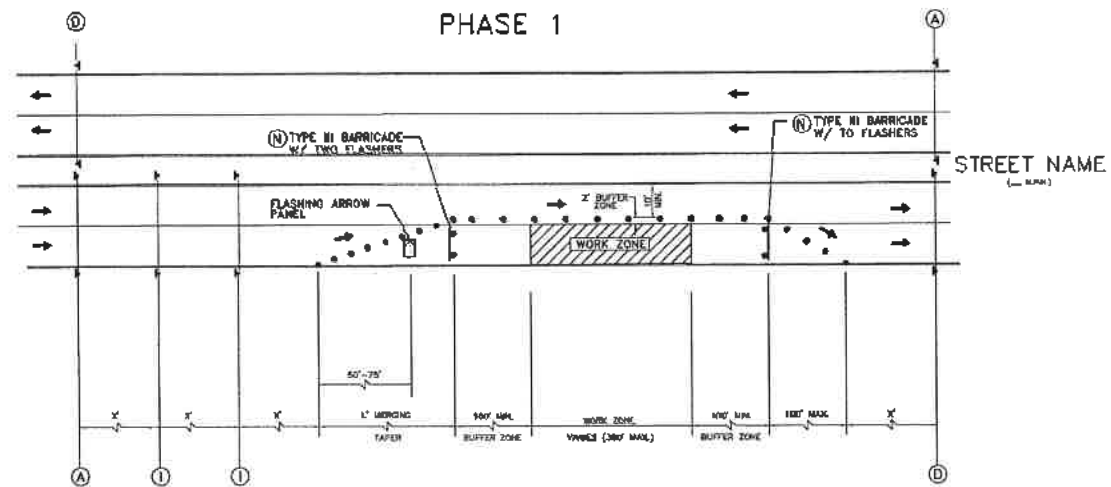 PHASE 1
D
A
N TYPE III BARRICADE
W/ TWO FLASHERS
N TYPE III BARRICADE
W/ TO FLASHERS
STREET NAME
FLASHING ARROW
PANEL
2' BUFFER
ZONE
10'
MIN.
WORK ZONE
50'-75'
X' X' X' L' MERGING 100' MIN. WORK ZONE 100' MIN. 100' MAX. X'
TAPER BUFFER ZONE VARIES (300' MAX.) BUFFER ZONE
A I I D